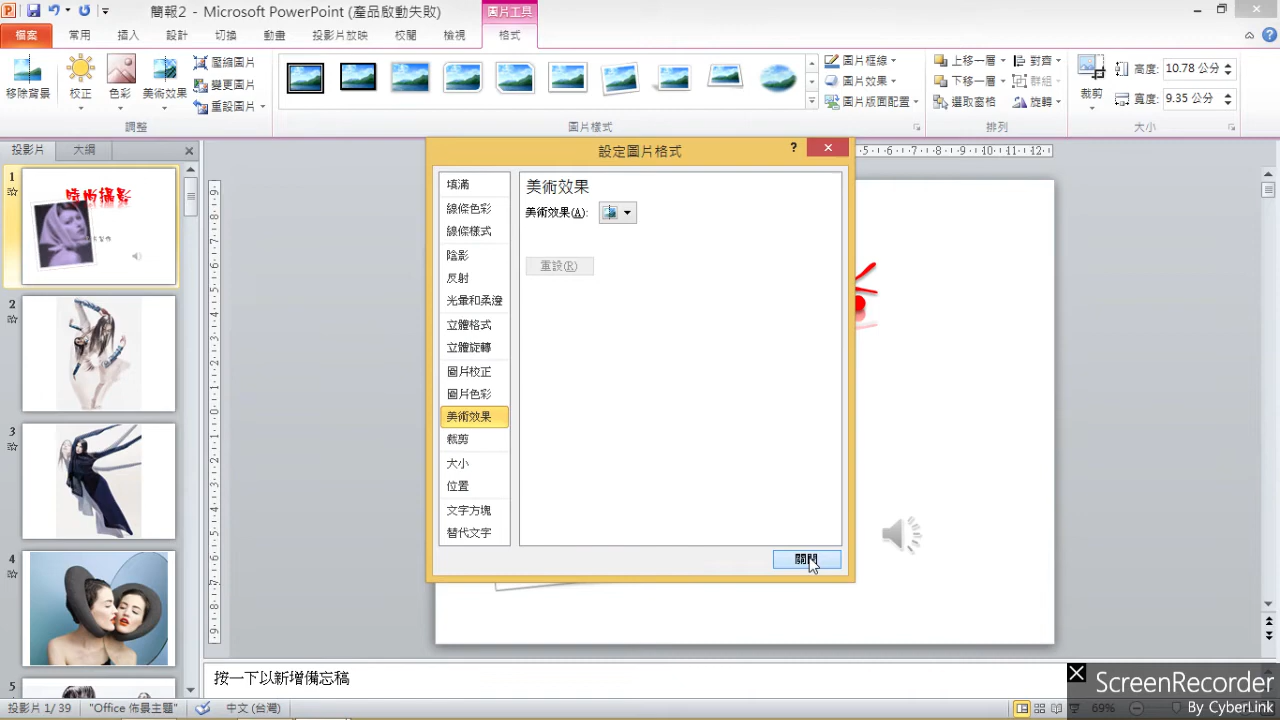 簡報2 - Microsoft PowerPoint (產品啟動失敗)
圖片工具
檔案 常用 插入 設計 切換 動畫 投影片放映 校閱 檢視 格式
移除背景 校正 色彩 美術效果 壓縮圖片 變更圖片 重設圖片
圖片框線 圖片效果 圖片版面配置
上移一層 下移一層 選取窗格 對齊 群組 旋轉
裁剪 高度: 10.78 公分
寬度: 9.35 公分
調整 圖片樣式 排列 大小
投影片 大綱
設定圖片格式
1
時尚攝影
2
3
4
5
填滿
線條色彩
線條樣式
陰影
反射
光暈和柔邊
立體格式
立體旋轉
圖片校正
圖片色彩
美術效果
裁剪
大小
位置
文字方塊
替代文字
美術效果
美術效果(A):
重設(R)
關閉
按一下以新增備忘稿
投影片 1/39 "Office 佈景主題" 中文 (台灣) 69%
ScreenRecorder
By CyberLink